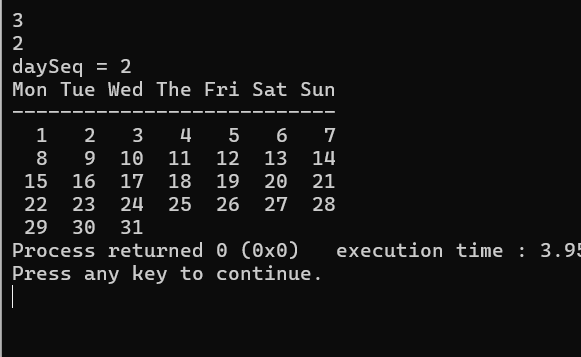 3
2
daySeq = 2
Mon Tue Wed The Fri Sat Sun
---------------------------
  1   2   3   4   5   6   7
  8   9  10  11  12  13  14
 15  16  17  18  19  20  21
 22  23  24  25  26  27  28
 29  30  31
Process returned 0 (0x0)   execution time : 3.95
Press any key to continue.